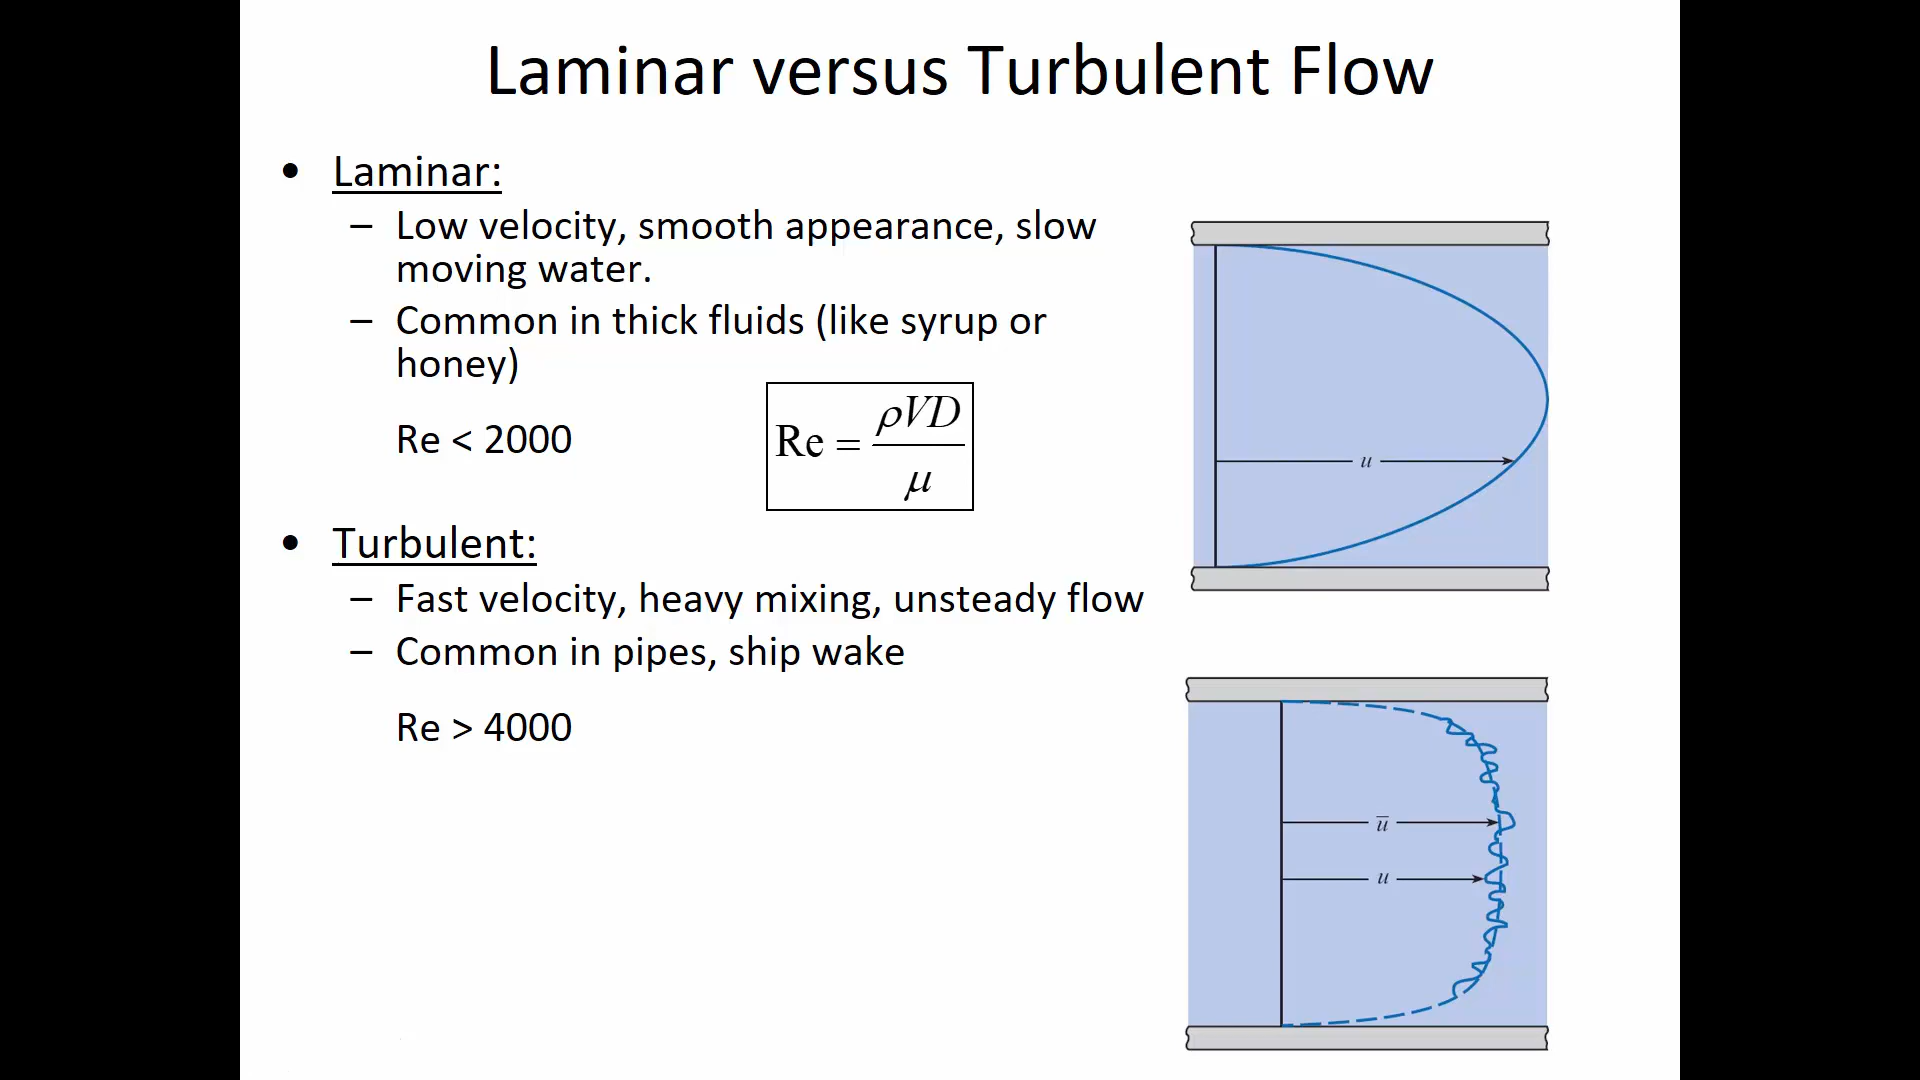 Laminar versus Turbulent Flow
• Laminar:
– Low velocity, smooth appearance, slow
moving water.
– Common in thick fluids (like syrup or
honey)
Re < 2000
Re = ρVD / μ
• Turbulent:
– Fast velocity, heavy mixing, unsteady flow
– Common in pipes, ship wake
Re > 4000
u
u̅
u